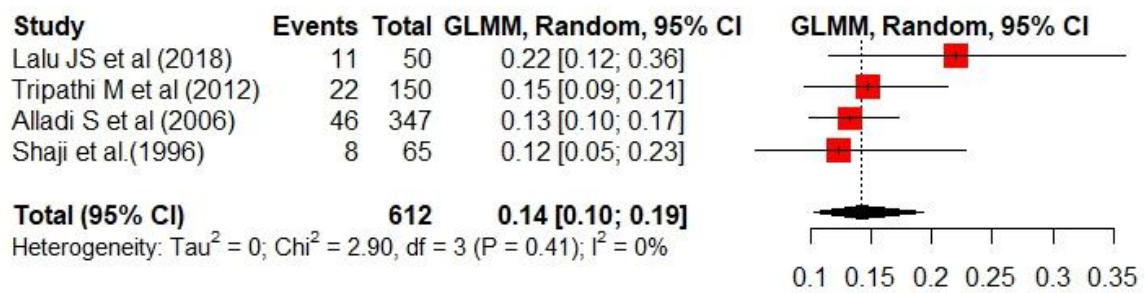 Study Events Total GLMM, Random, 95% CI GLMM, Random, 95% CI
Lalu JS et al (2018) 11 50 0.22 [0.12; 0.36]
Tripathi M et al (2012) 22 150 0.15 [0.09; 0.21]
Alladi S et al (2006) 46 347 0.13 [0.10; 0.17]
Shaji et al.(1996) 8 65 0.12 [0.05; 0.23]
Total (95% CI) 612 0.14 [0.10; 0.19]
Heterogeneity: Tau² = 0; Chi² = 2.90, df = 3 (P = 0.41); I² = 0%
0.1 0.15 0.2 0.25 0.3 0.35